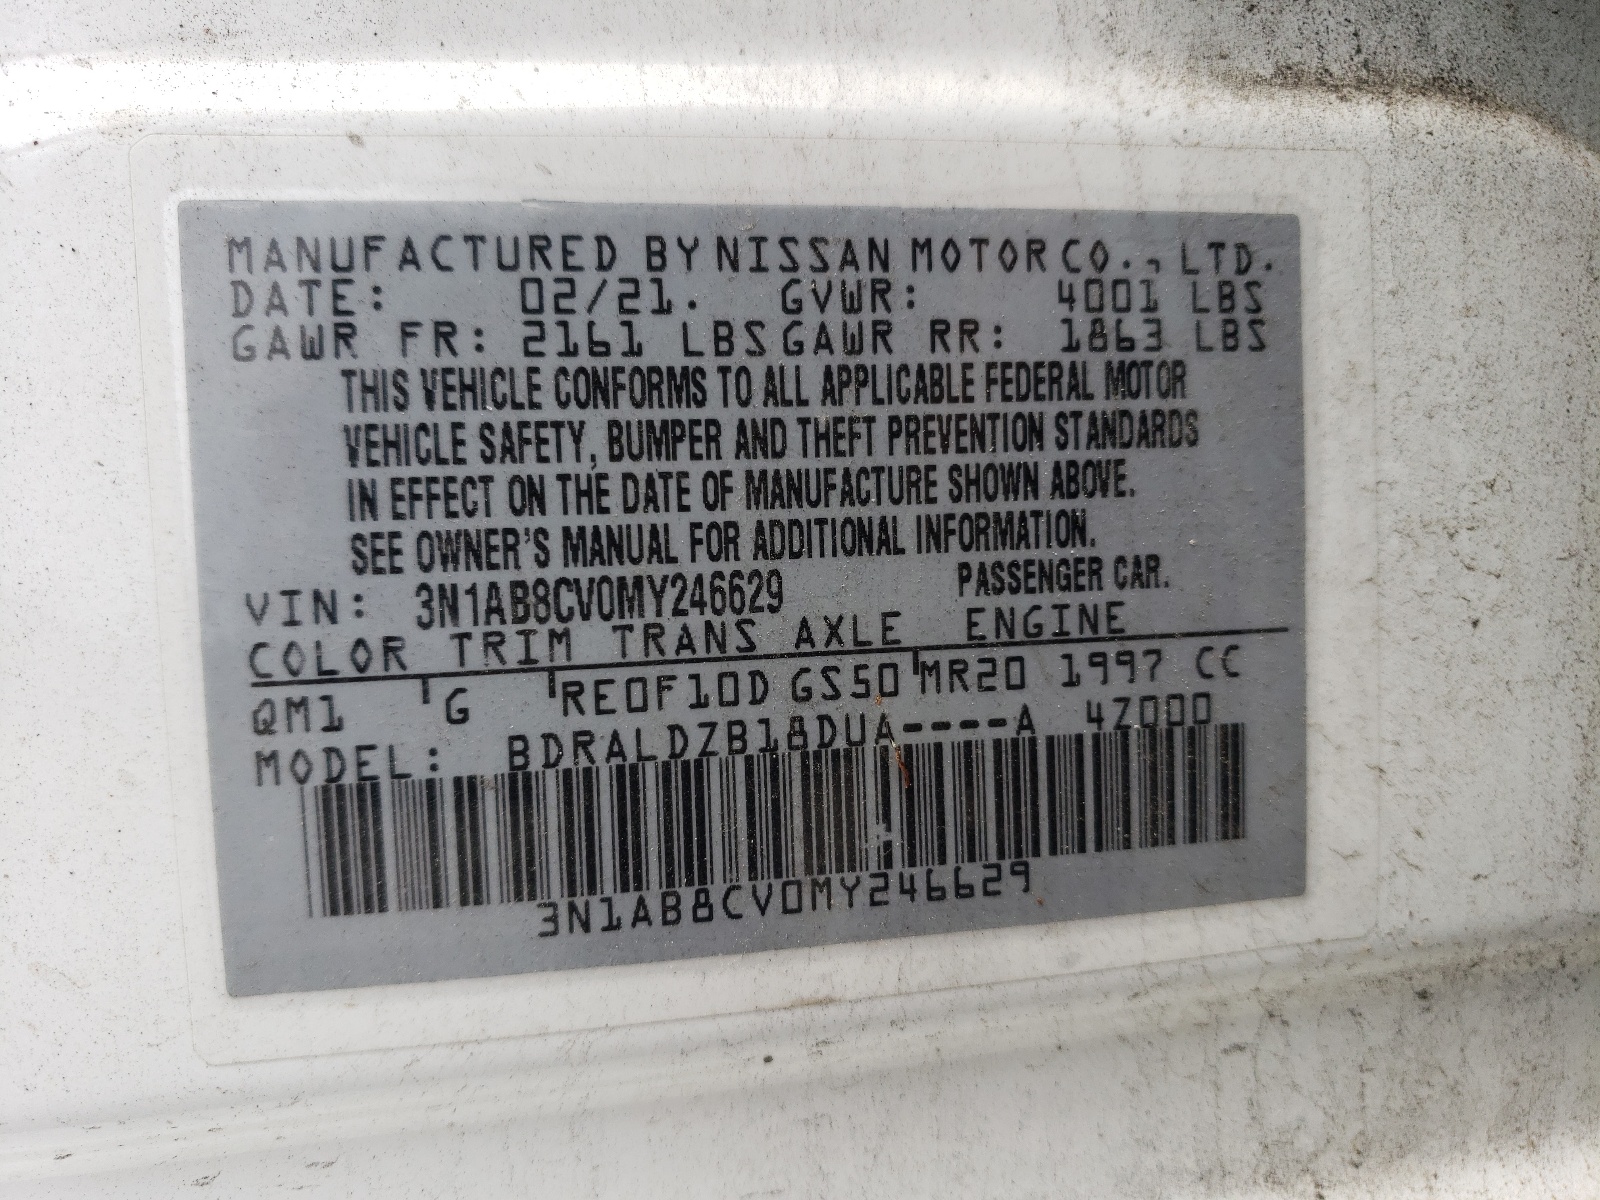 MANUFACTURED BY NISSAN MOTOR CO., LTD.
DATE: 02/21. GVWR: 4001 LBS
GAWR FR: 2161 LBS GAWR RR: 1863 LBS
THIS VEHICLE CONFORMS TO ALL APPLICABLE FEDERAL MOTOR
VEHICLE SAFETY, BUMPER AND THEFT PREVENTION STANDARDS
IN EFFECT ON THE DATE OF MANUFACTURE SHOWN ABOVE.
SEE OWNER'S MANUAL FOR ADDITIONAL INFORMATION.
VIN: 3N1AB8CV0MY246629 PASSENGER CAR.
COLOR TRIM TRANS AXLE ENGINE
QM1 G RE0F10D GS50 MR20 1997 CC
MODEL: BDRALDZB18DUA----A 4Z000
3N1AB8CV0MY246629